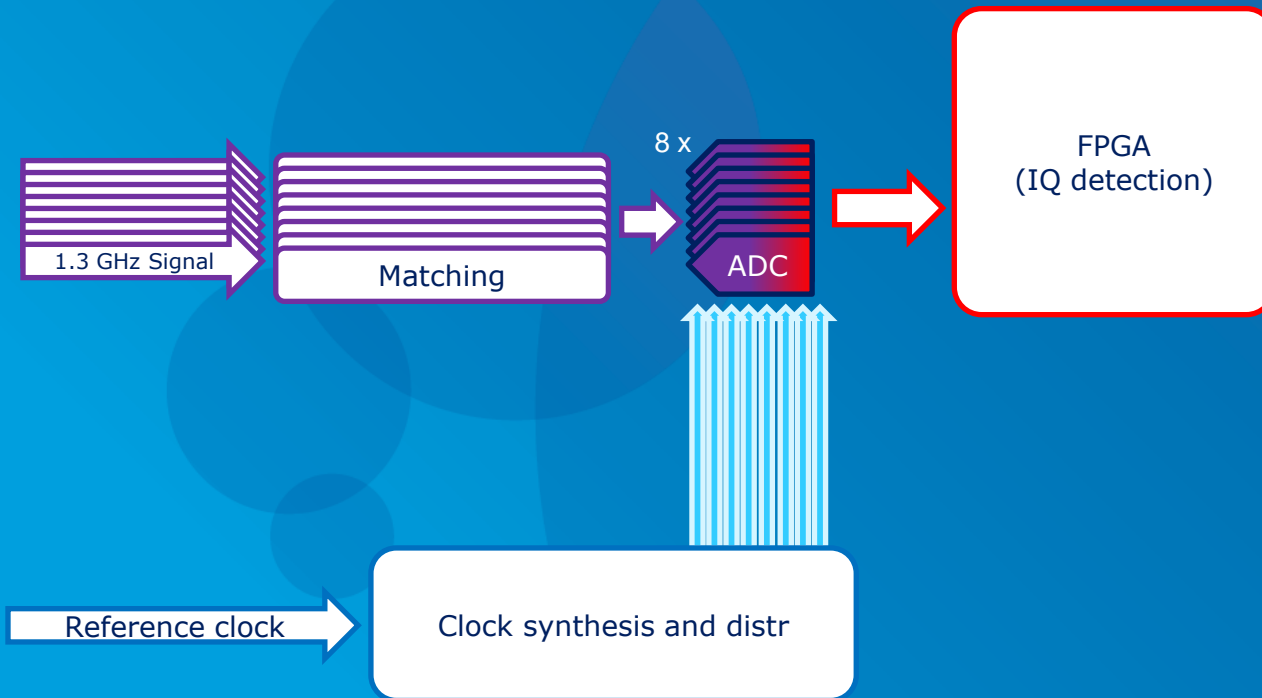 8 x
FPGA
(IQ detection)
1.3 GHz Signal
Matching
ADC
Reference clock
Clock synthesis and distr